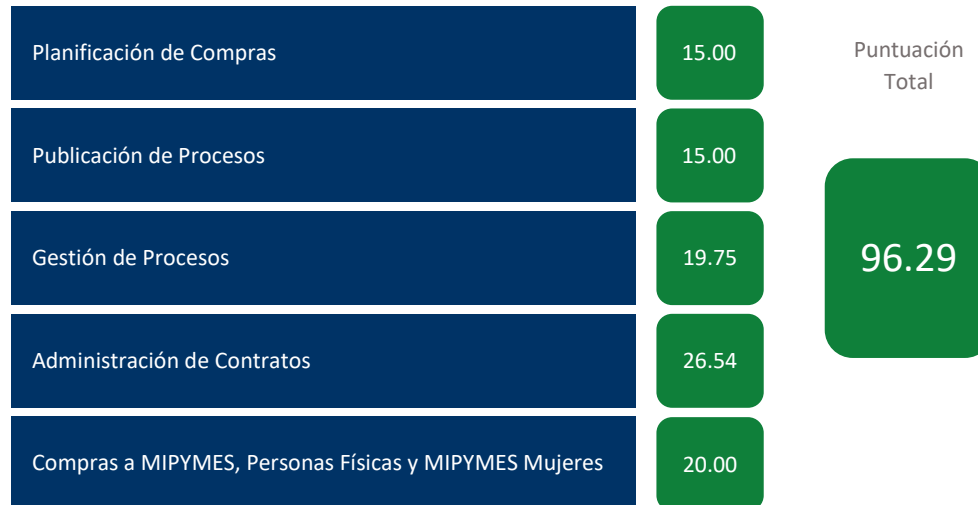 Planificación de Compras
15.00
Publicación de Procesos
15.00
Gestión de Procesos
19.75
Administración de Contratos
26.54
Compras a MIPYMES, Personas Físicas y MIPYMES Mujeres
20.00
Puntuación
Total
96.29